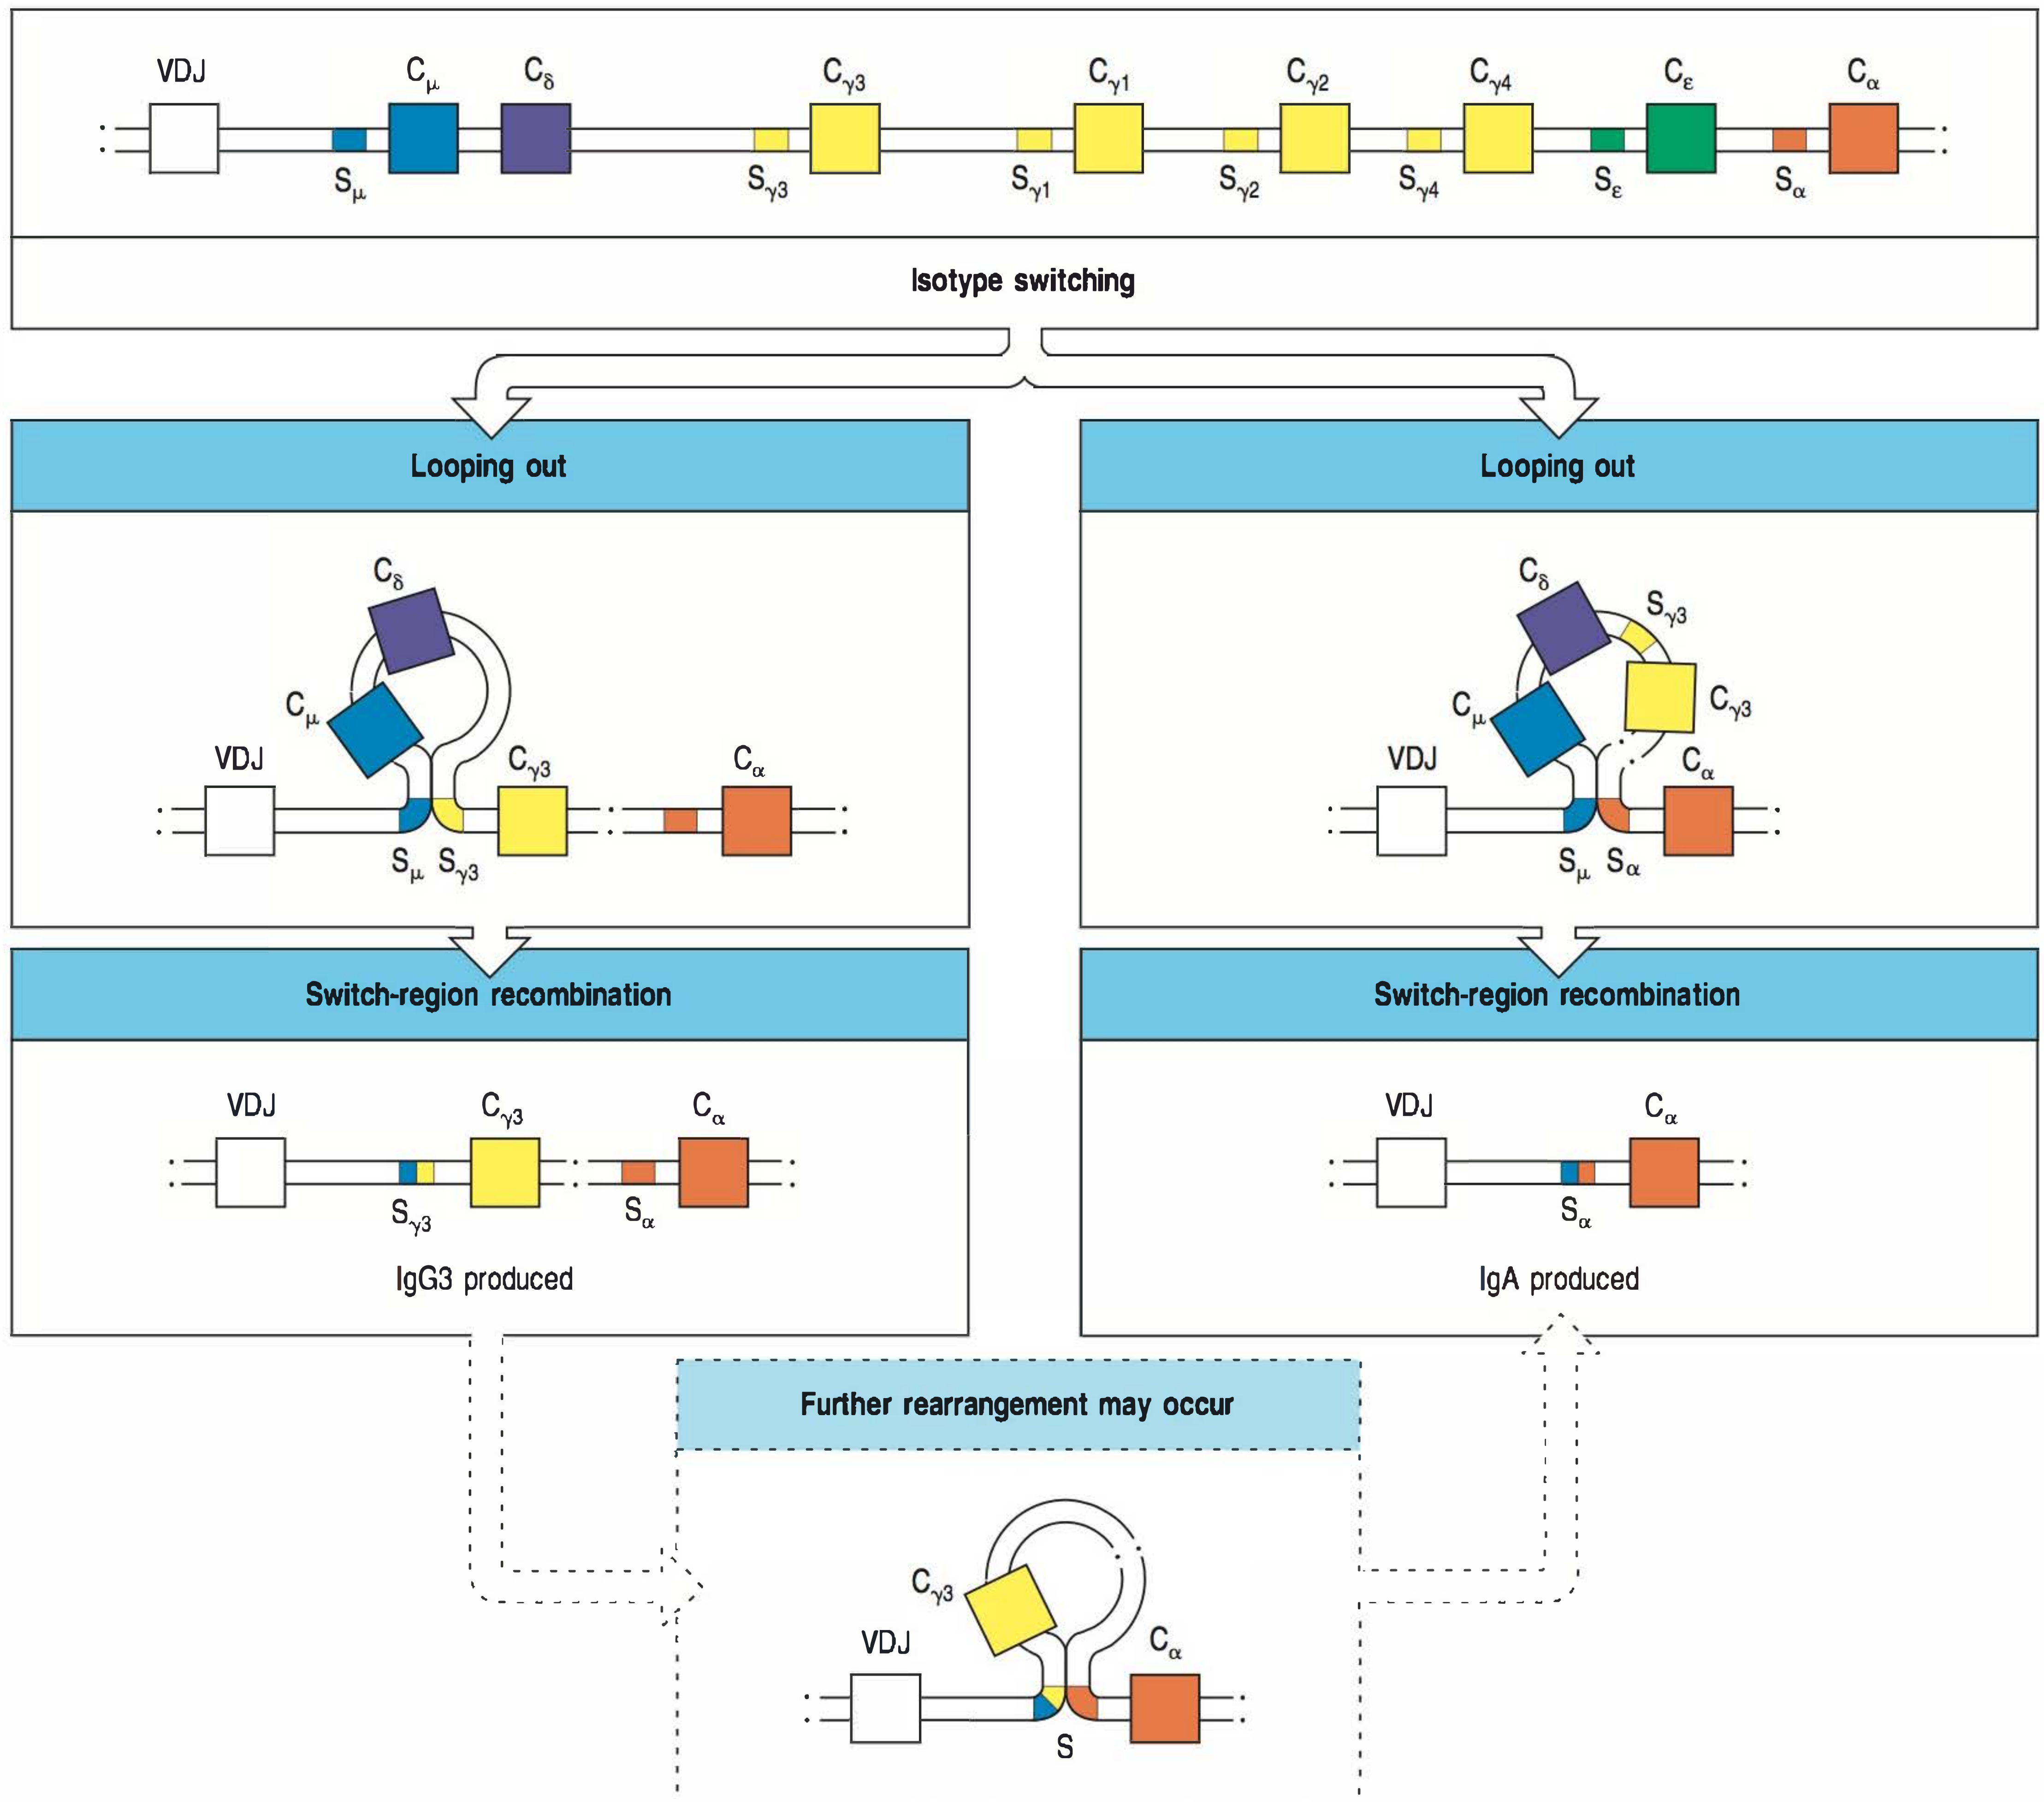 VDJ Cμ Cδ Cγ3 Cγ1 Cγ2 Cγ4 Cε Cα
Sμ Sγ3 Sγ1 Sγ2 Sγ4 Sε Sα
Isotype switching
Looping out
Cδ
Cμ
VDJ Cγ3 Cα
Sμ Sγ3
Looping out
Cδ Sγ3
Cμ Cγ3
VDJ Cα
Sμ Sα
Switch-region recombination
VDJ Cγ3 Cα
Sγ3 Sα
IgG3 produced
Switch-region recombination
VDJ Cα
Sα
IgA produced
Further rearrangement may occur
Cγ3
VDJ Cα
S